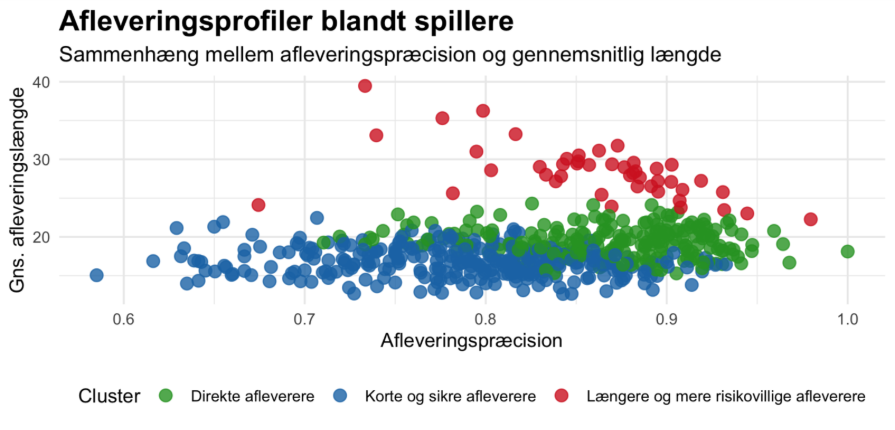 Afleveringsprofiler blandt spillere
Sammenhæng mellem afleveringspræcision og gennemsnitlig længde
Gns. afleveringslængde
40
30
20
0.6 0.7 0.8 0.9 1.0
Afleveringspræcision
Cluster Direkte afleverere Korte og sikre afleverere Længere og mere risikovillige afleverere